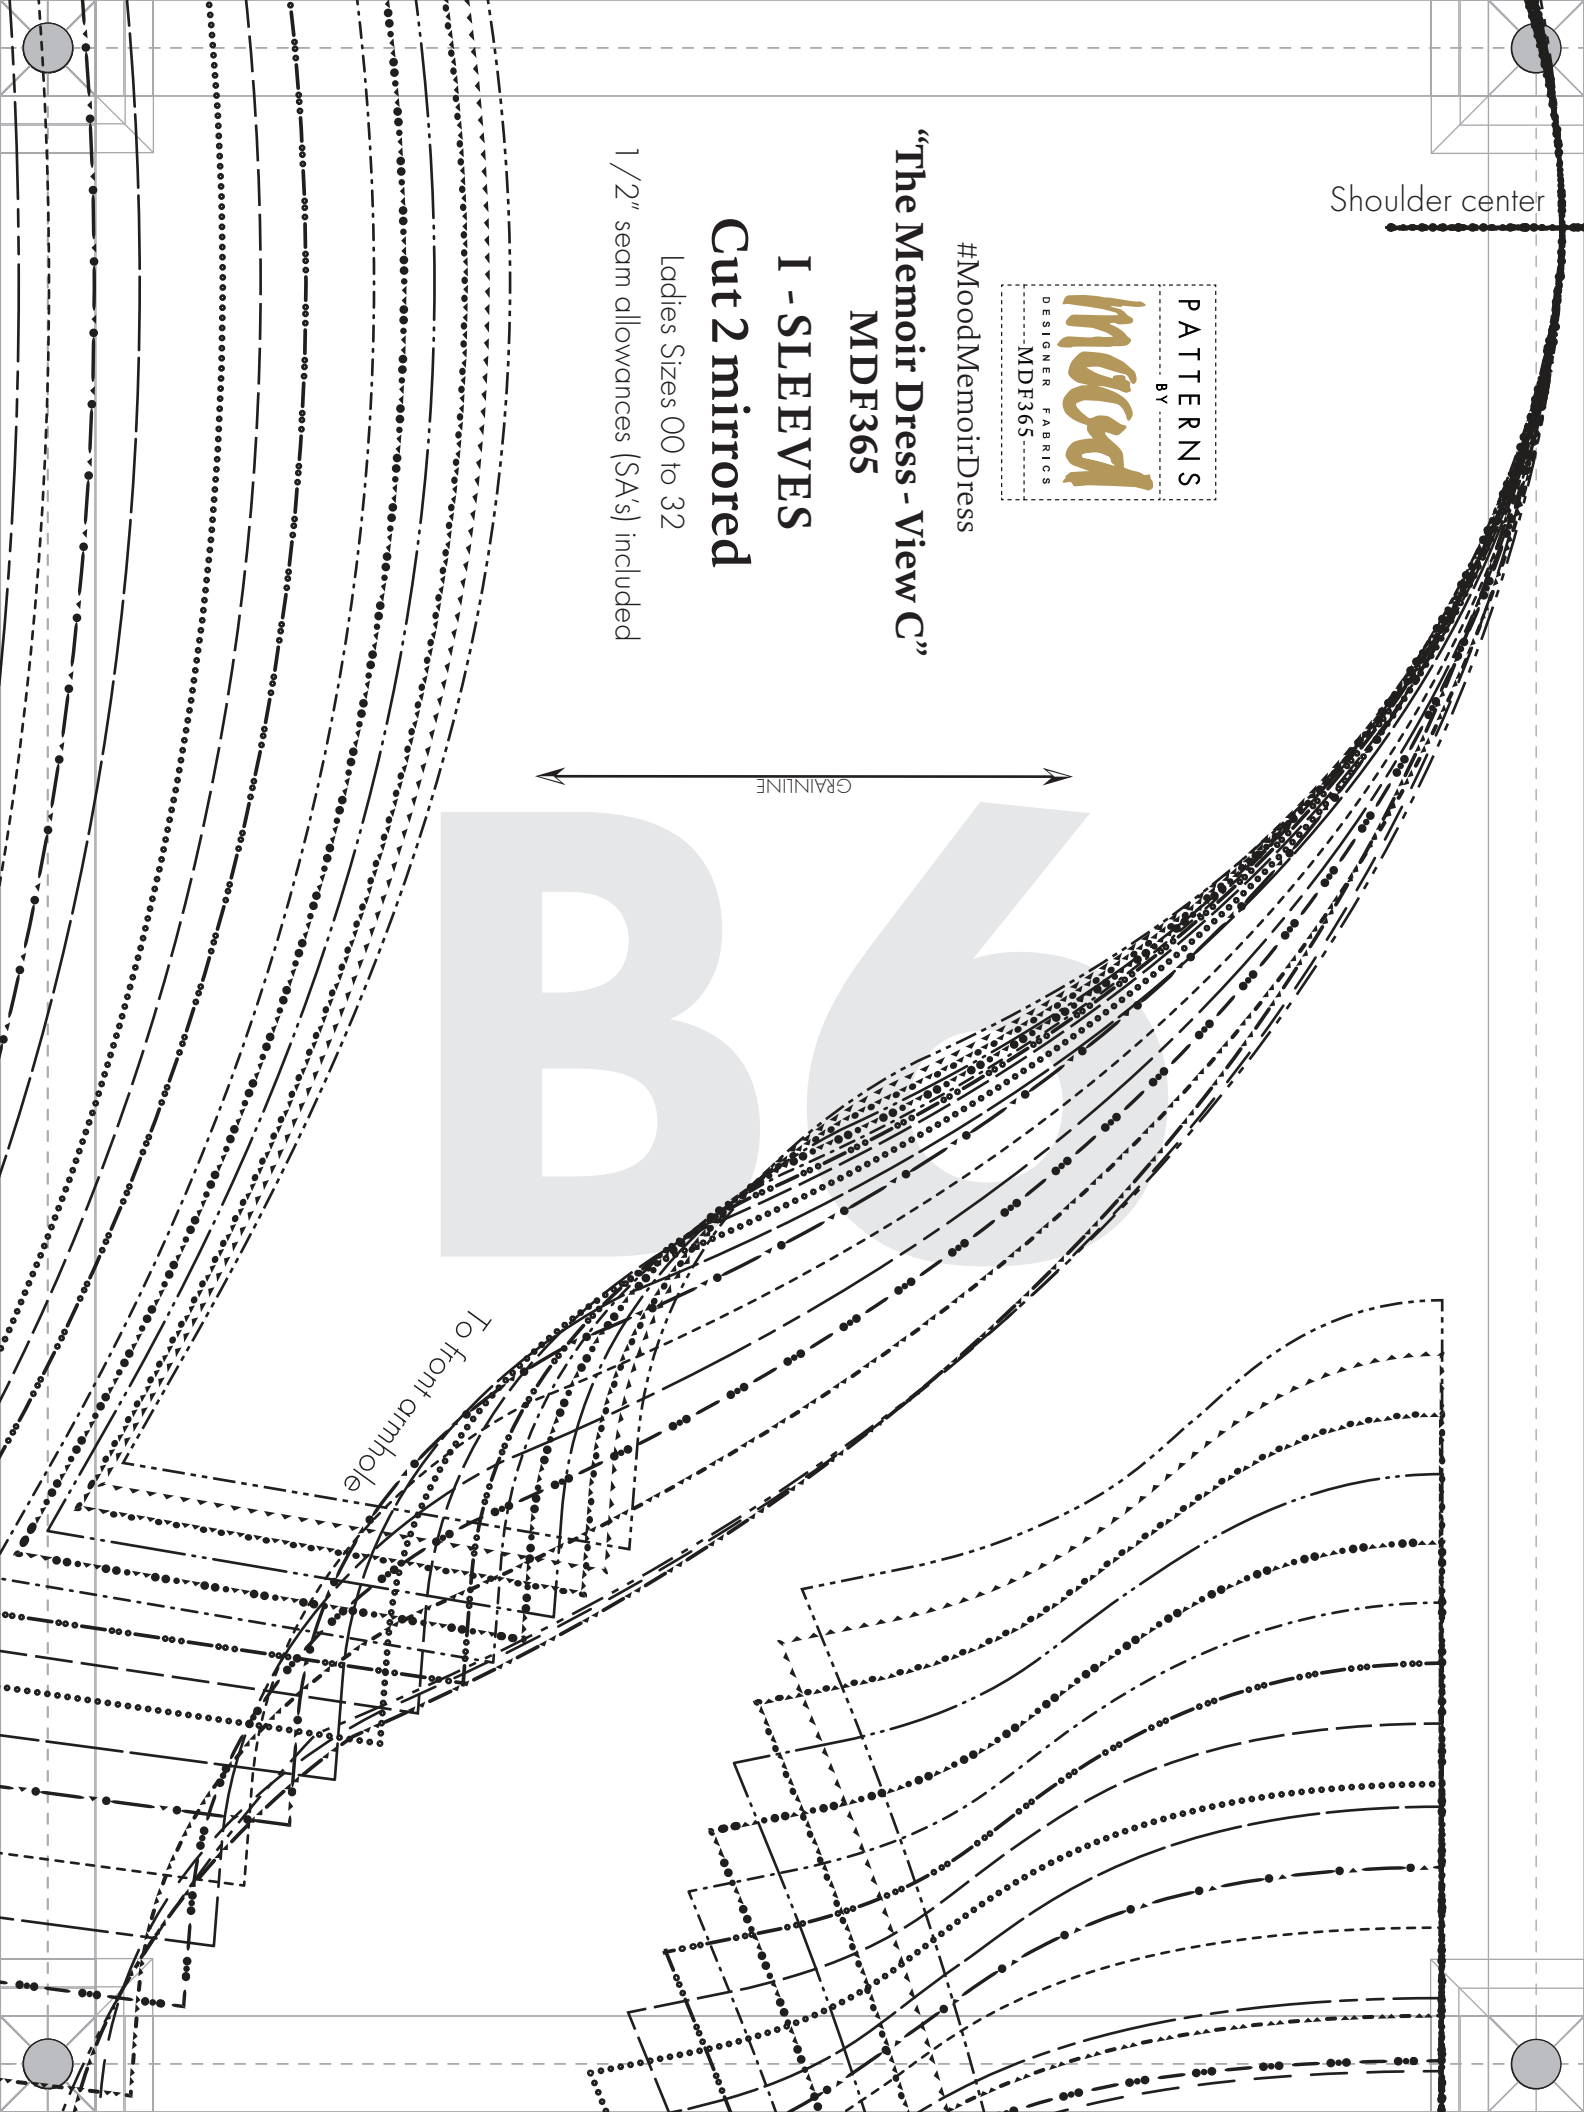 Shoulder center
PATTERNS
BY
Mood
DESIGNER FABRICS
MDF365
#MoodMemoirDress
“The Memoir Dress - View C”
MDF365
I - SLEEVES
Cut 2 mirrored
Ladies Sizes 00 to 32
1/2” seam allowances (SA's) included
GRAINLINE
B6
To front armhole